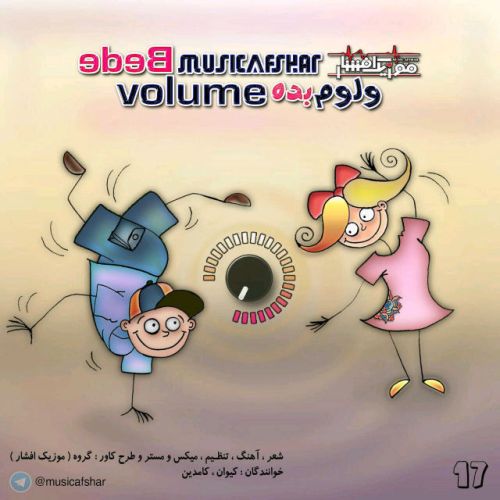 Bebe MUSICAFSHAR موزیک افشار
volume ولوم بده
شعر ، آهنگ ، تنظیم ، میکس و مستر و طرح کاور : گروه ( موزیک افشار )
خوانندگان : کیوان ، کامدین
@musicafshar
17